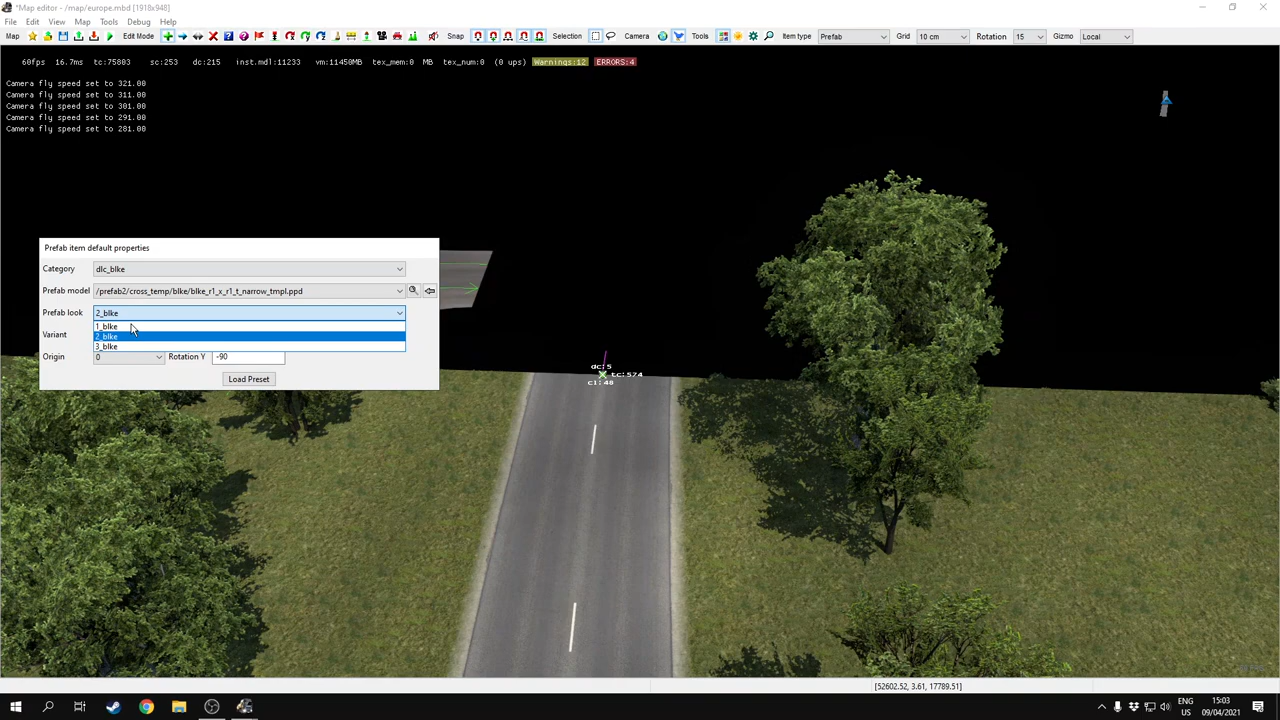 *Map editor - /map/europe.mbd [1918x948]
File Edit View Map Tools Debug Help
Map Edit Mode Snap Selection Camera Tools Item type Prefab Grid 10 cm Rotation 15 Gizmo Local
60fps 16.7ms tc:75803 sc:253 dc:215 inst.mdl:11233 vm:11450MB tex_mem:0 MB tex_num:0 (0 ups) Warnings:12 ERRORS:4
Camera fly speed set to 321.00
Camera fly speed set to 311.00
Camera fly speed set to 301.00
Camera fly speed set to 291.00
Camera fly speed set to 281.00
Prefab item default properties
Category dlc_blke
Prefab model /prefab2/cross_temp/blke/blke_r1_x_r1_t_narrow_tmpl.ppd
Prefab look 2_blke
1_blke
Variant 2_blke
3_blke
Origin 0 Rotation Y -90
Load Preset
dc:5
tc:574
cl:48
[52602.52, 3.61, 17789.51]
ENG 15:03
US 09/04/2021